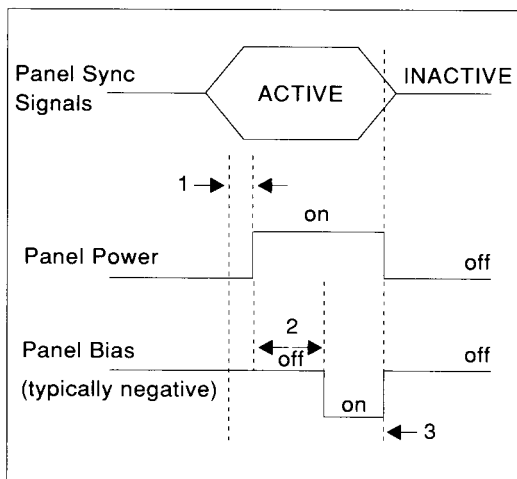 Panel Sync
Signals
ACTIVE
INACTIVE
1
on
Panel Power
off
2
Panel Bias
off
off
(typically negative)
on
3